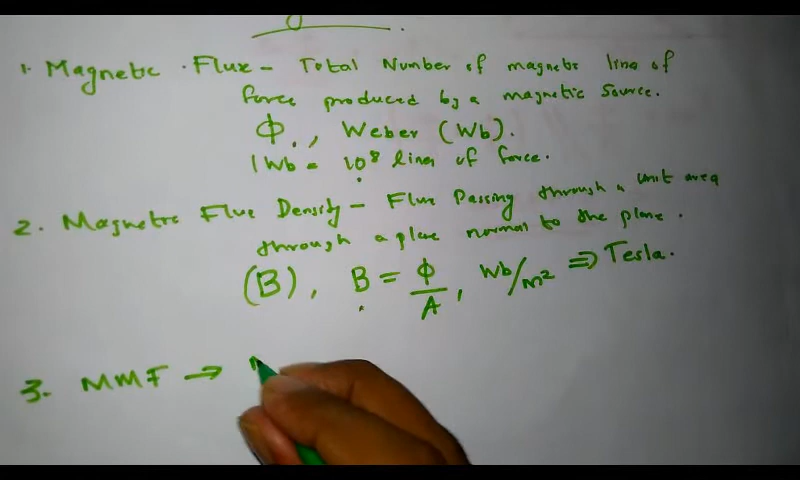 1. Magnetic Flux - Total Number of magnetic line of
force produced by a magnetic source.
Φ, Weber (Wb).
1Wb = 10⁸ lines of force.
2. Magnetic Flux Density - Flux Passing through a unit area
through a plane normal to the plane.
(B), B = Φ/A, Wb/m² ⇒ Tesla.
3. MMF →